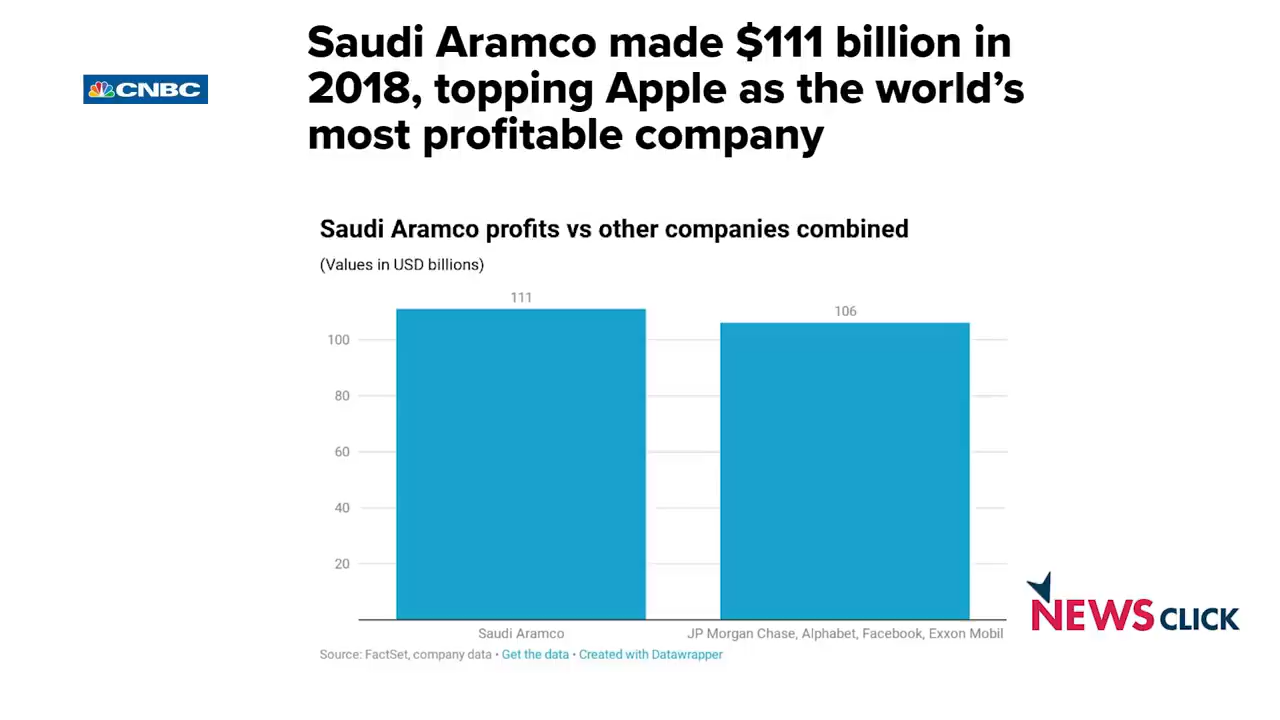 Saudi Aramco made $111 billion in
2018, topping Apple as the world's
most profitable company
CNBC
Saudi Aramco profits vs other companies combined
(Values in USD billions)
111
106
100
80
60
40
20
Saudi Aramco
JP Morgan Chase, Alphabet, Facebook, Exxon Mobil
Source: FactSet, company data • Get the data • Created with Datawrapper
NEWS CLICK